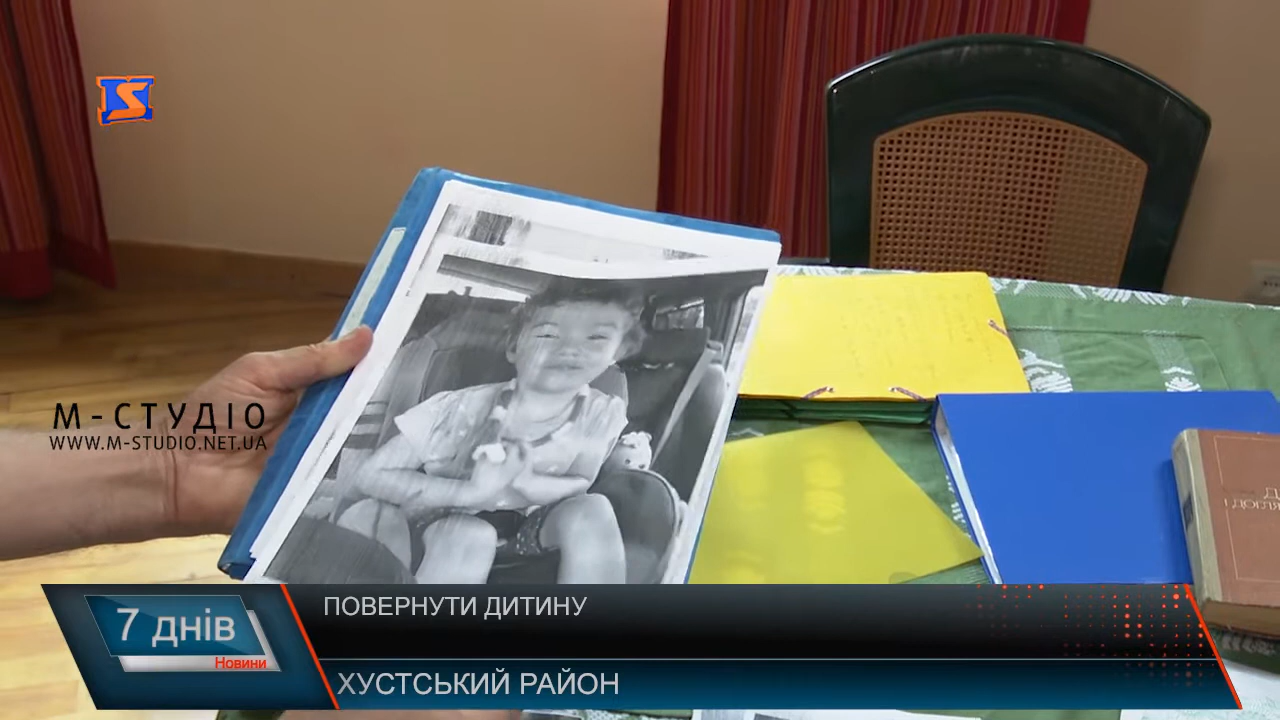 М-СТУДІО
WWW.M-STUDIO.NET.UA
7 днів
Новини
ПОВЕРНУТИ ДИТИНУ
ХУСТСЬКИЙ РАЙОН